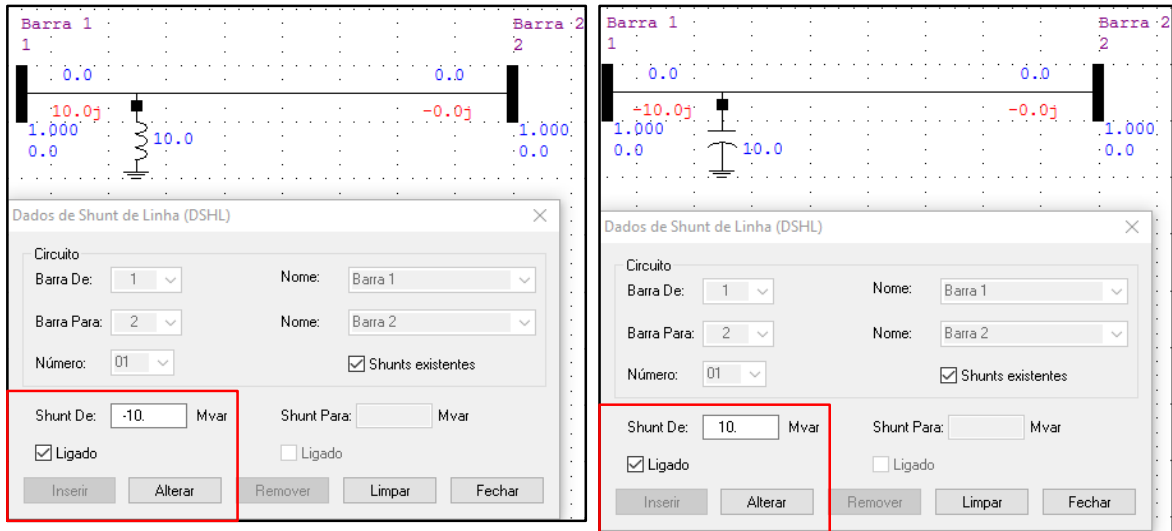 Barra 1
Barra 2
1
2
0.0
0.0
10.0j
-0.0j
1.000
0.0
10.0
1.000
0.0
Dados de Shunt de Linha (DSHL)
Circuito
Barra De: 1 Nome: Barra 1
Barra Para: 2 Nome: Barra 2
Número: 01 Shunts existentes
Shunt De: -10. Mvar Shunt Para: Mvar
Ligado Ligado
Inserir Alterar Remover Limpar Fechar
Barra 1
Barra 2
1
2
0.0
0.0
-10.0j
-0.0j
1.000
0.0
10.0
1.000
0.0
Dados de Shunt de Linha (DSHL)
Circuito
Barra De: 1 Nome: Barra 1
Barra Para: 2 Nome: Barra 2
Número: 01 Shunts existentes
Shunt De: 10. Mvar Shunt Para: Mvar
Ligado Ligado
Inserir Alterar Remover Limpar Fechar